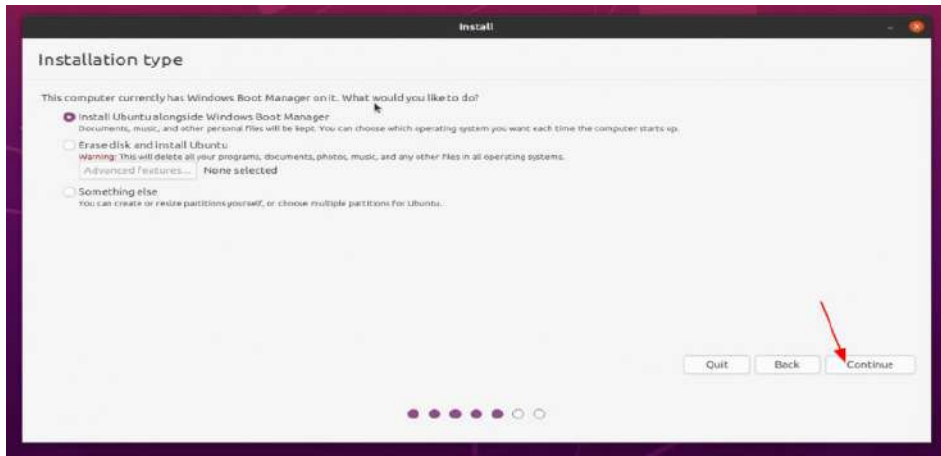 Install
Installation type
This computer currently has Windows Boot Manager on it. What would you like to do?
Install Ubuntu alongside Windows Boot Manager
Documents, music, and other personal files will be kept. You can choose which operating system you want each time the computer starts up.
Erase disk and install Ubuntu
Warning: This will delete all your programs, documents, photos, music, and any other files in all operating systems.
Advanced features... None selected
Something else
You can create or resize partitions yourself, or choose multiple partitions for Ubuntu.
Quit Back Continue